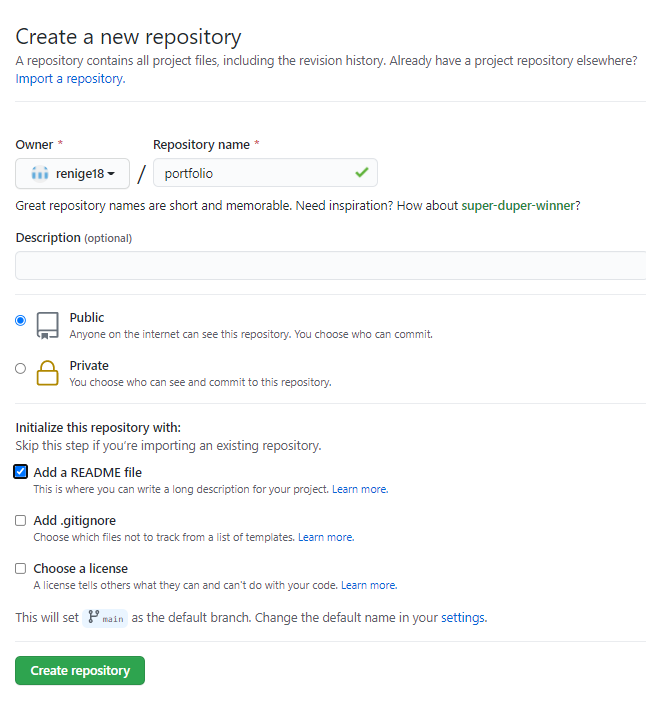 Create a new repository
A repository contains all project files, including the revision history. Already have a project repository elsewhere?
Import a repository.
Owner * Repository name *
renige18 / portfolio
Great repository names are short and memorable. Need inspiration? How about super-duper-winner?
Description (optional)
Public
Anyone on the internet can see this repository. You choose who can commit.
Private
You choose who can see and commit to this repository.
Initialize this repository with:
Skip this step if you're importing an existing repository.
Add a README file
This is where you can write a long description for your project. Learn more.
Add .gitignore
Choose which files not to track from a list of templates. Learn more.
Choose a license
A license tells others what they can and can't do with your code. Learn more.
This will set main as the default branch. Change the default name in your settings.
Create repository